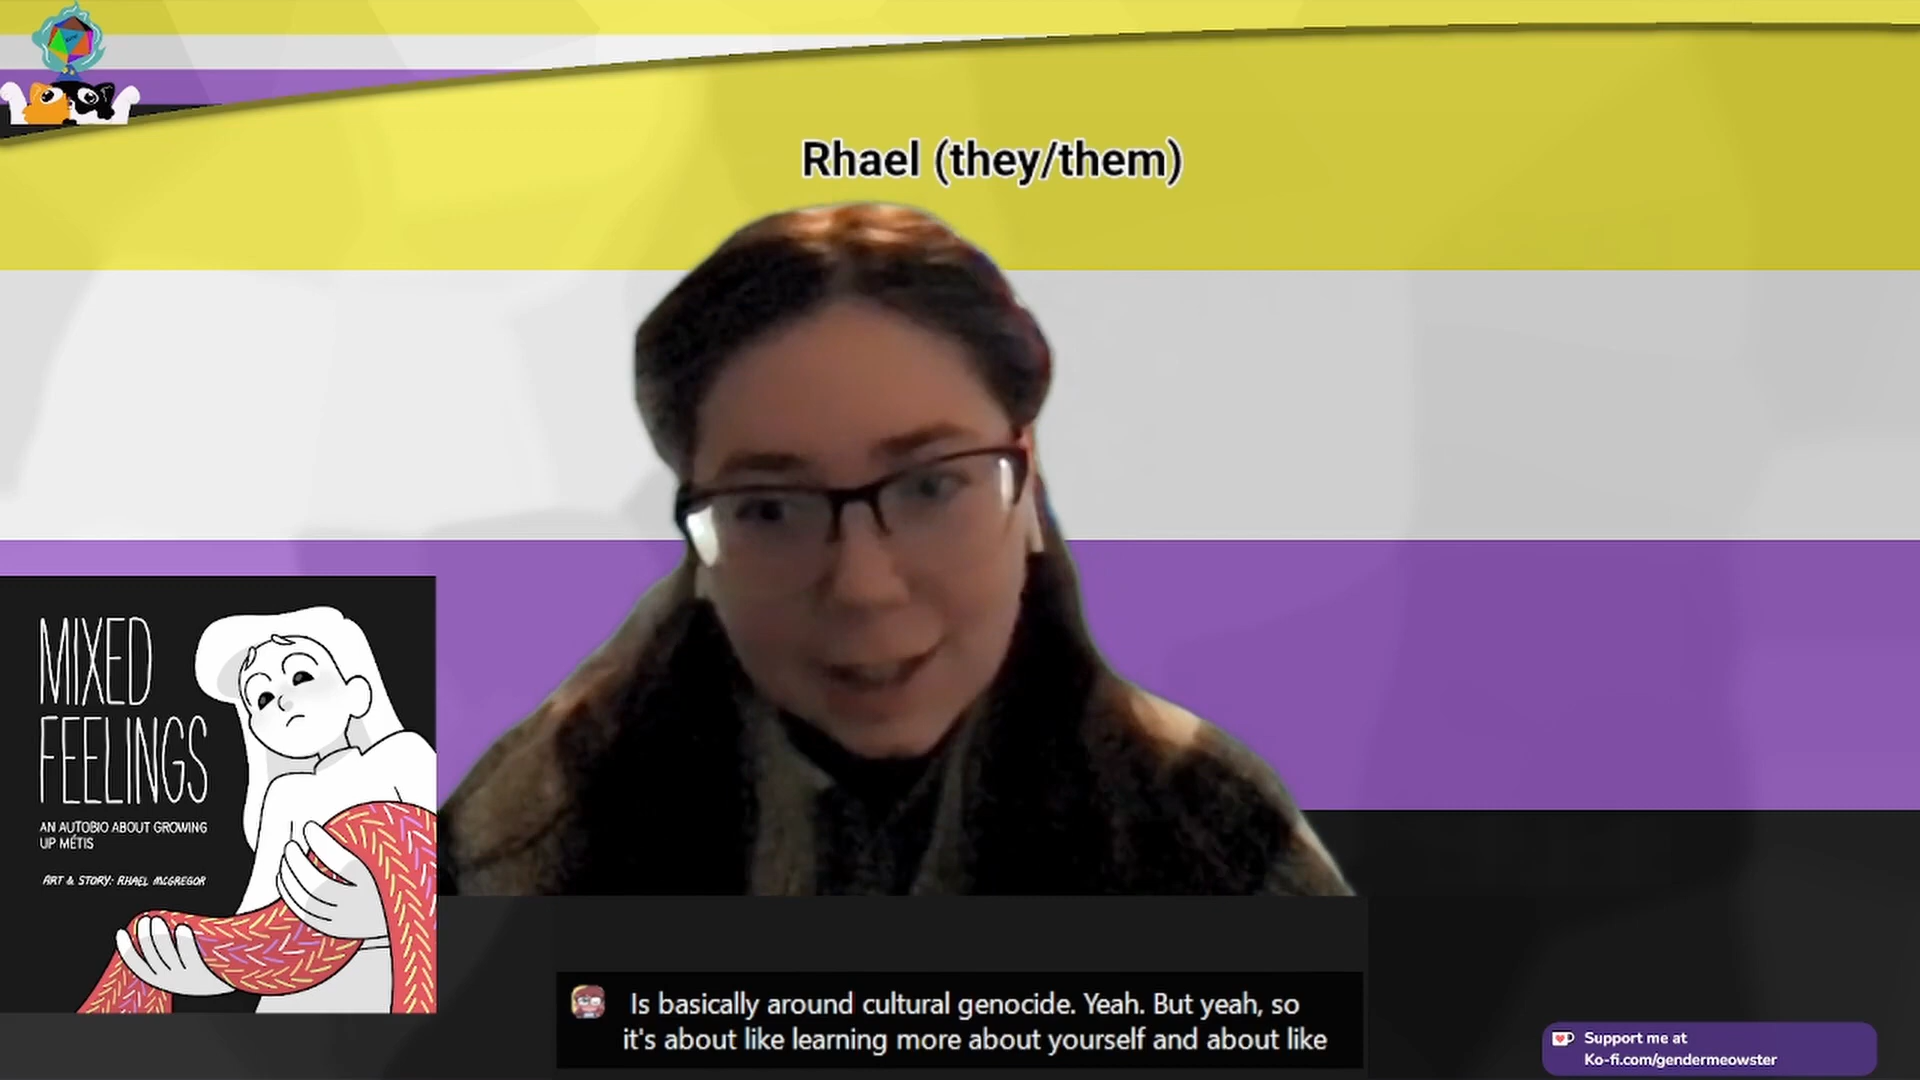 Rhael (they/them)
MIXED
FEELINGS
AN AUTOBIO ABOUT GROWING
UP MÉTIS
ART & STORY: RHAEL MCGREGOR
Is basically around cultural genocide. Yeah. But yeah, so
it's about like learning more about yourself and about like
Support me at
Ko-fi.com/gendermeowster